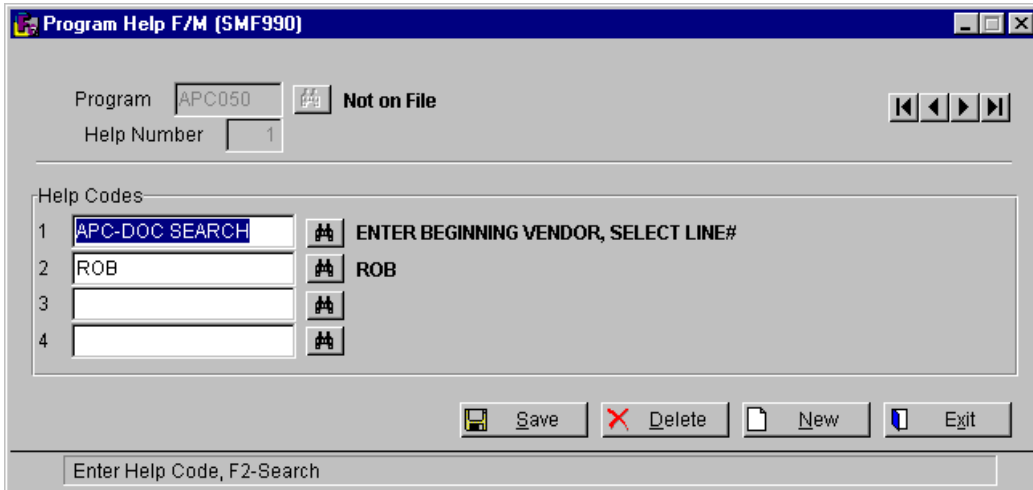 Program Help F/M (SMF990)
Program APC050 Not on File
Help Number 1
Help Codes
1 APC-DOC SEARCH ENTER BEGINNING VENDOR, SELECT LINE#
2 ROB ROB
3
4
Save Delete New Exit
Enter Help Code, F2-Search